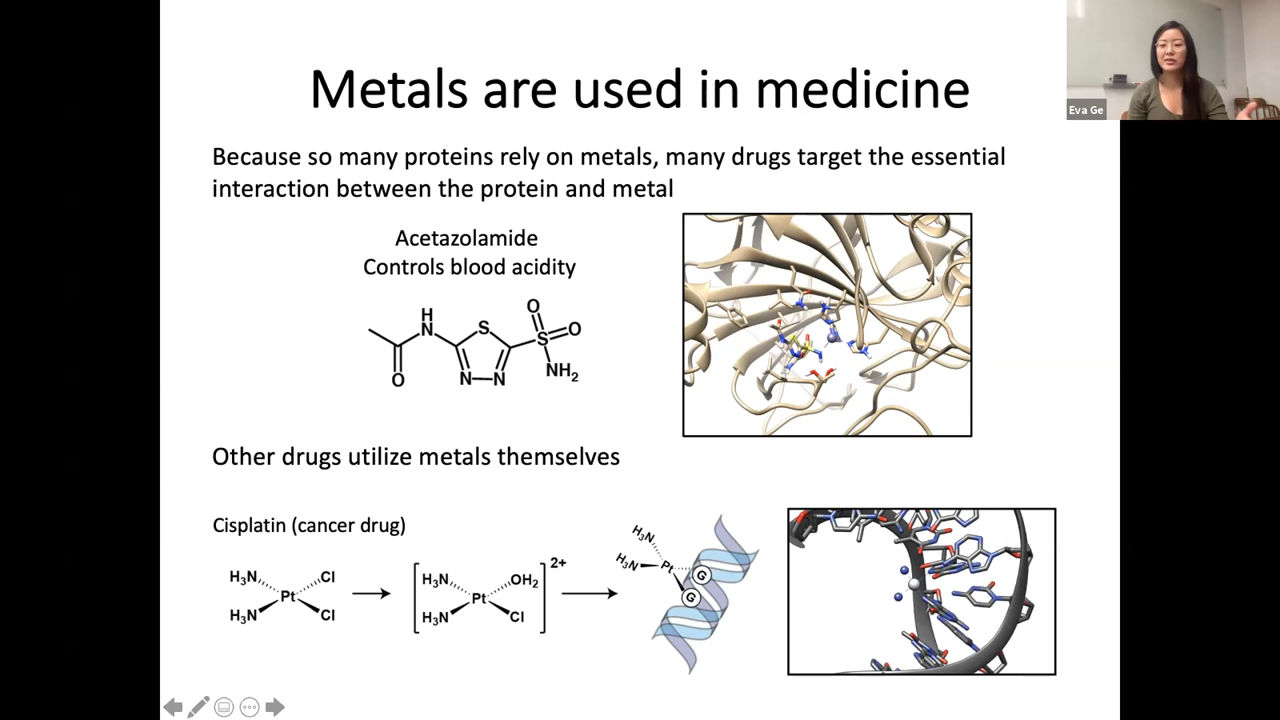 Metals are used in medicine
Eva Ge
Because so many proteins rely on metals, many drugs target the essential
interaction between the protein and metal
Acetazolamide
Controls blood acidity
H
N
O
S
N
N
S
O
O
NH2
Other drugs utilize metals themselves
Cisplatin (cancer drug)
H3N
H3N
Pt
Cl
Cl
H3N
H3N
Pt
OH2
Cl
2+
H3N
H3N
Pt
G
G